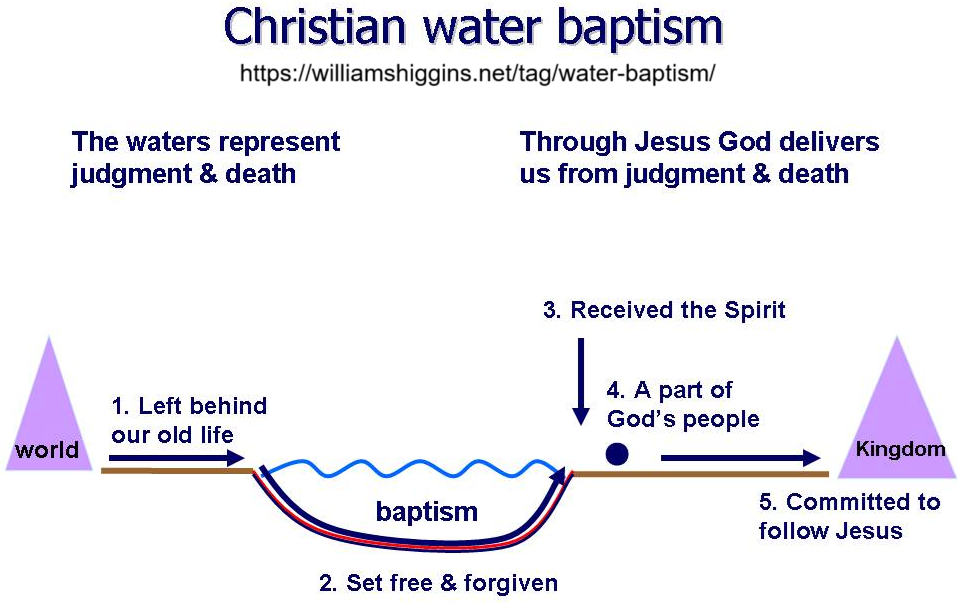 Christian water baptism
https://williamshiggins.net/tag/water-baptism/
The waters represent
judgment & death
Through Jesus God delivers
us from judgment & death
3. Received the Spirit
4. A part of
God's people
1. Left behind
our old life
world
Kingdom
baptism
5. Committed to
follow Jesus
2. Set free & forgiven